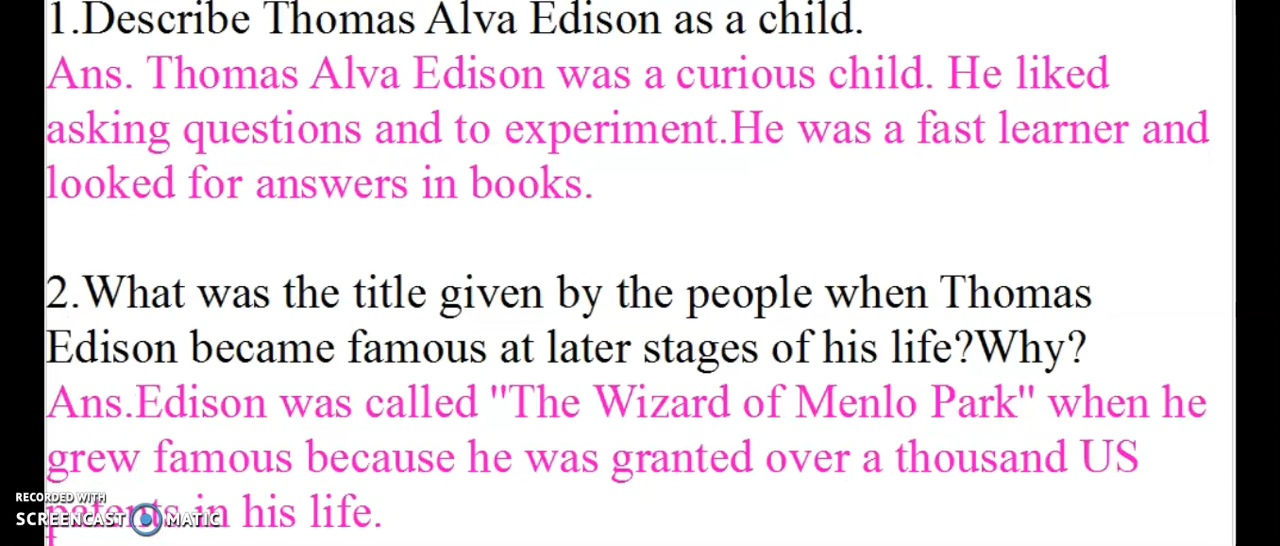 1.Describe Thomas Alva Edison as a child.
Ans. Thomas Alva Edison was a curious child. He liked
asking questions and to experiment.He was a fast learner and
looked for answers in books.
2.What was the title given by the people when Thomas
Edison became famous at later stages of his life?Why?
Ans.Edison was called "The Wizard of Menlo Park" when he
grew famous because he was granted over a thousand US
patents in his life.
RECORDED WITH
SCREENCAST MATIC